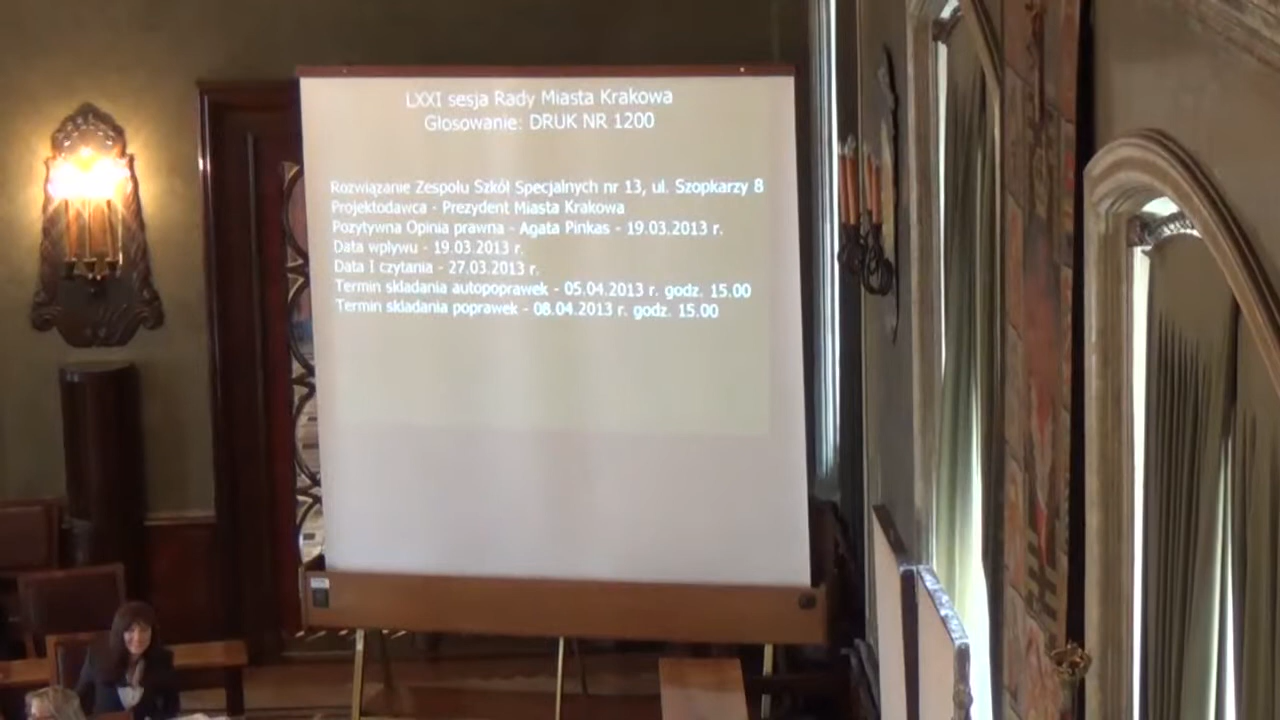 LXXI sesja Rady Miasta Krakowa
Głosowanie: DRUK NR 1200
Rozwiązanie Zespołu Szkół Specjalnych nr 13, ul. Szopkarzy 8
Projektodawca - Prezydent Miasta Krakowa
Pozytywna Opinia prawna - Agata Pinkas - 19.03.2013 r.
Data wpływu - 19.03.2013 r.
Data I czytania - 27.03.2013 r.
Termin składania autopoprawek - 05.04.2013 r. godz. 15.00
Termin składania poprawek - 08.04.2013 r. godz. 15.00